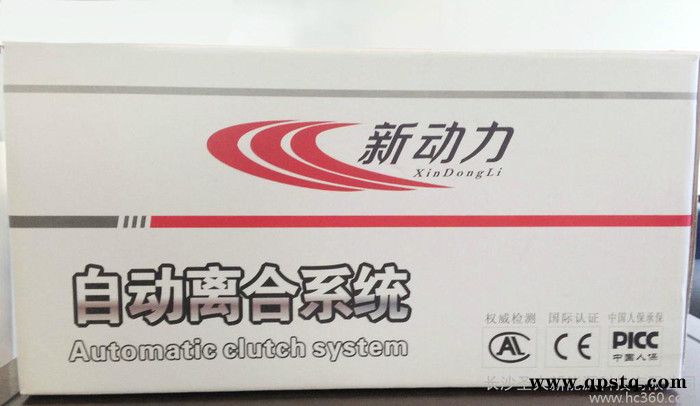 新动力
XinDongLi
自动离合系统
Automatic clutch system
权威检测 国际认证 中国人保承保
AL CE PICC
中国人保
www.qpstq.com
www.hc360.com